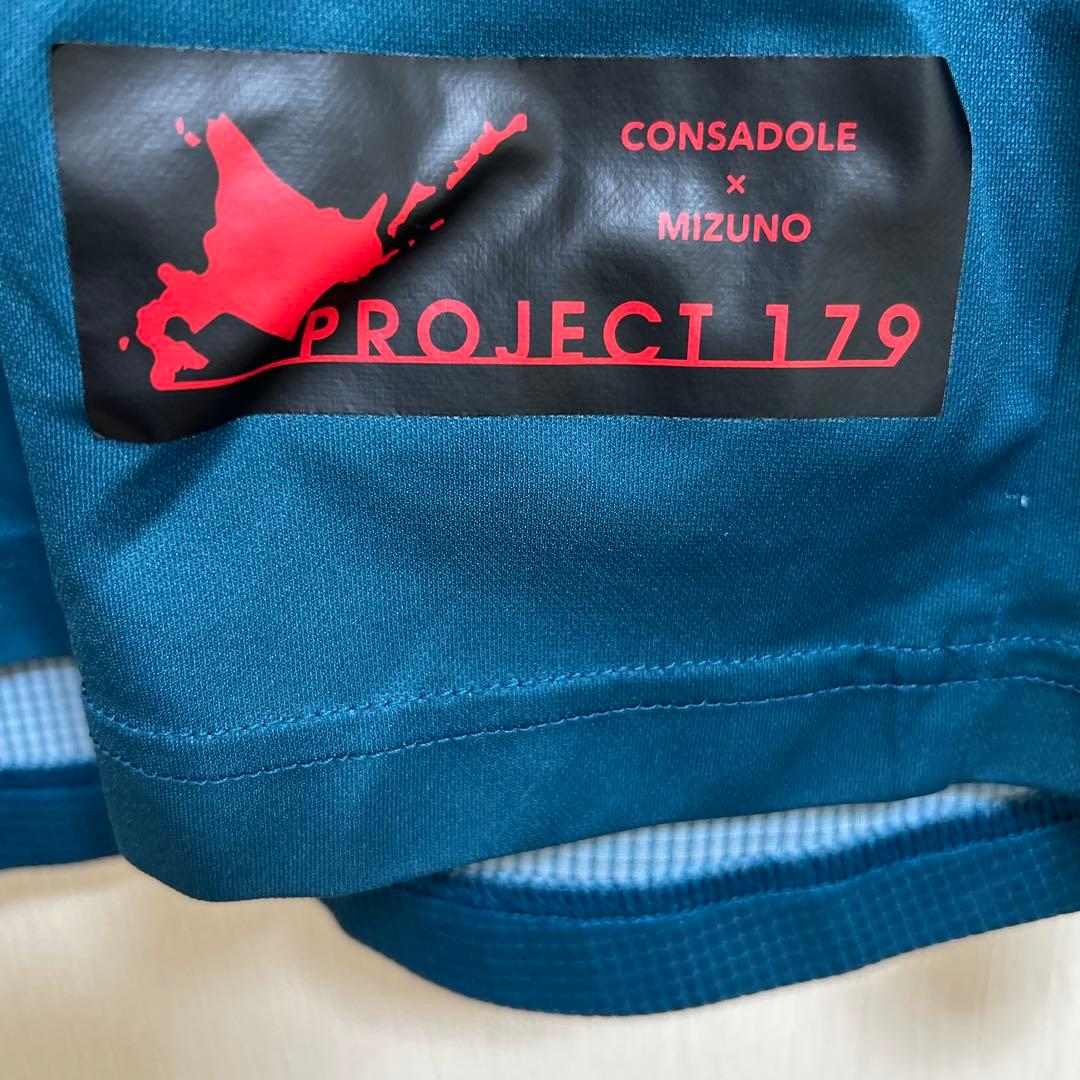 CONSADOLE
×
MIZUNO
PROJECT 179